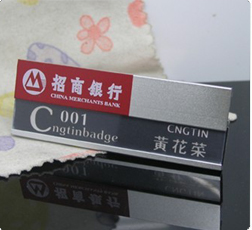 招商银行
CHINA MERCHANTS BANK
001
Cngtinbadge
CNGTIN
黄花菜